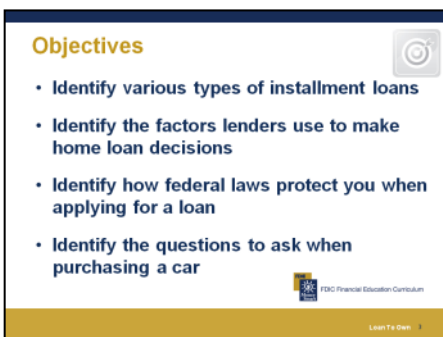 Objectives
• Identify various types of installment loans
• Identify the factors lenders use to make
home loan decisions
• Identify how federal laws protect you when
applying for a loan
• Identify the questions to ask when
purchasing a car
FDIC Financial Education Curriculum
Loan To Own